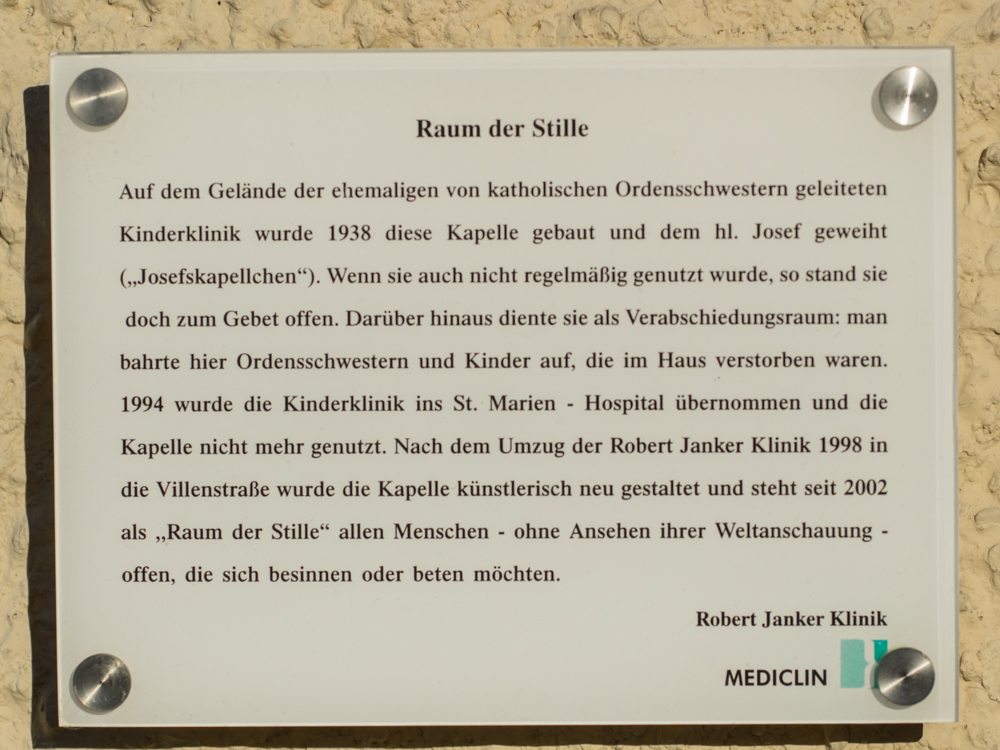 Raum der Stille
Auf dem Gelände der ehemaligen von katholischen Ordensschwestern geleiteten
Kinderklinik wurde 1938 diese Kapelle gebaut und dem hl. Josef geweiht
(„Josefskapellchen“). Wenn sie auch nicht regelmäßig genutzt wurde, so stand sie
doch zum Gebet offen. Darüber hinaus diente sie als Verabschiedungsraum: man
bahrte hier Ordensschwestern und Kinder auf, die im Haus verstorben waren.
1994 wurde die Kinderklinik ins St. Marien - Hospital übernommen und die
Kapelle nicht mehr genutzt. Nach dem Umzug der Robert Janker Klinik 1998 in
die Villenstraße wurde die Kapelle künstlerisch neu gestaltet und steht seit 2002
als „Raum der Stille“ allen Menschen - ohne Ansehen ihrer Weltanschauung -
offen, die sich besinnen oder beten möchten.
Robert Janker Klinik
MEDICLIN